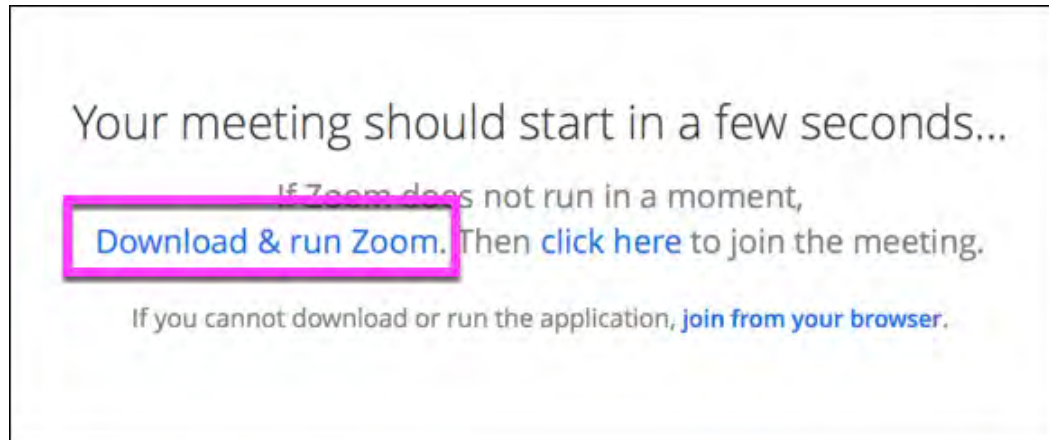 Your meeting should start in a few seconds...
If Zoom does not run in a moment,
Download & run Zoom. Then click here to join the meeting.
If you cannot download or run the application, join from your browser.